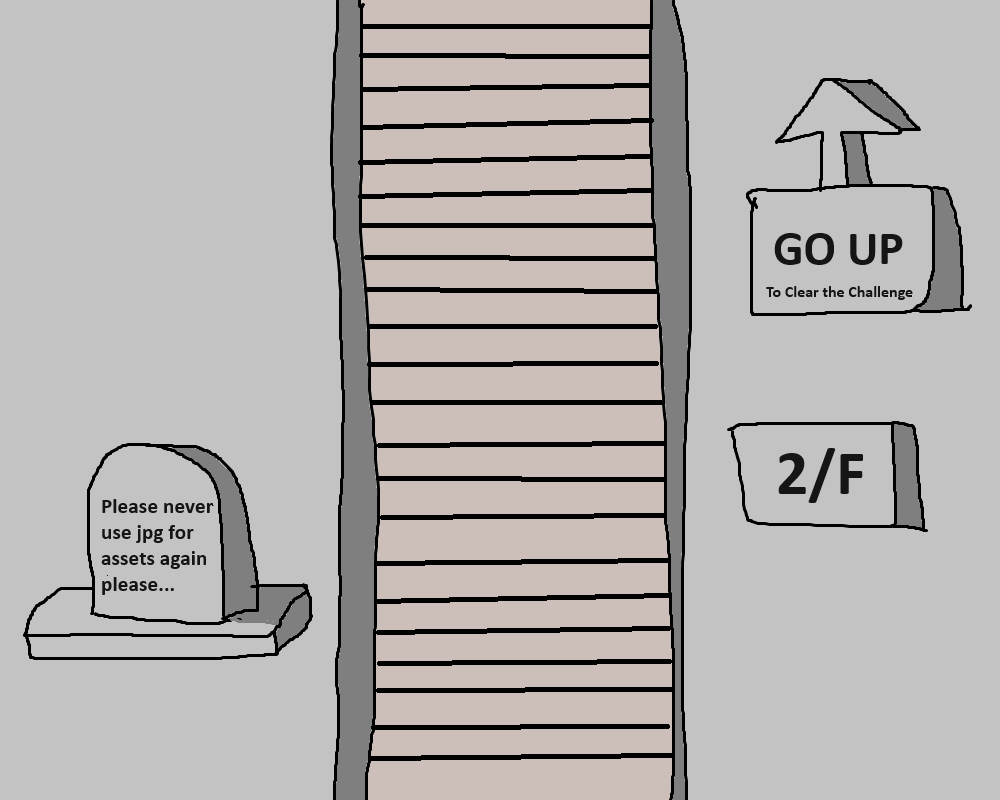 GO UP
To Clear the Challenge
2/F
Please never
use jpg for
assets again
please...